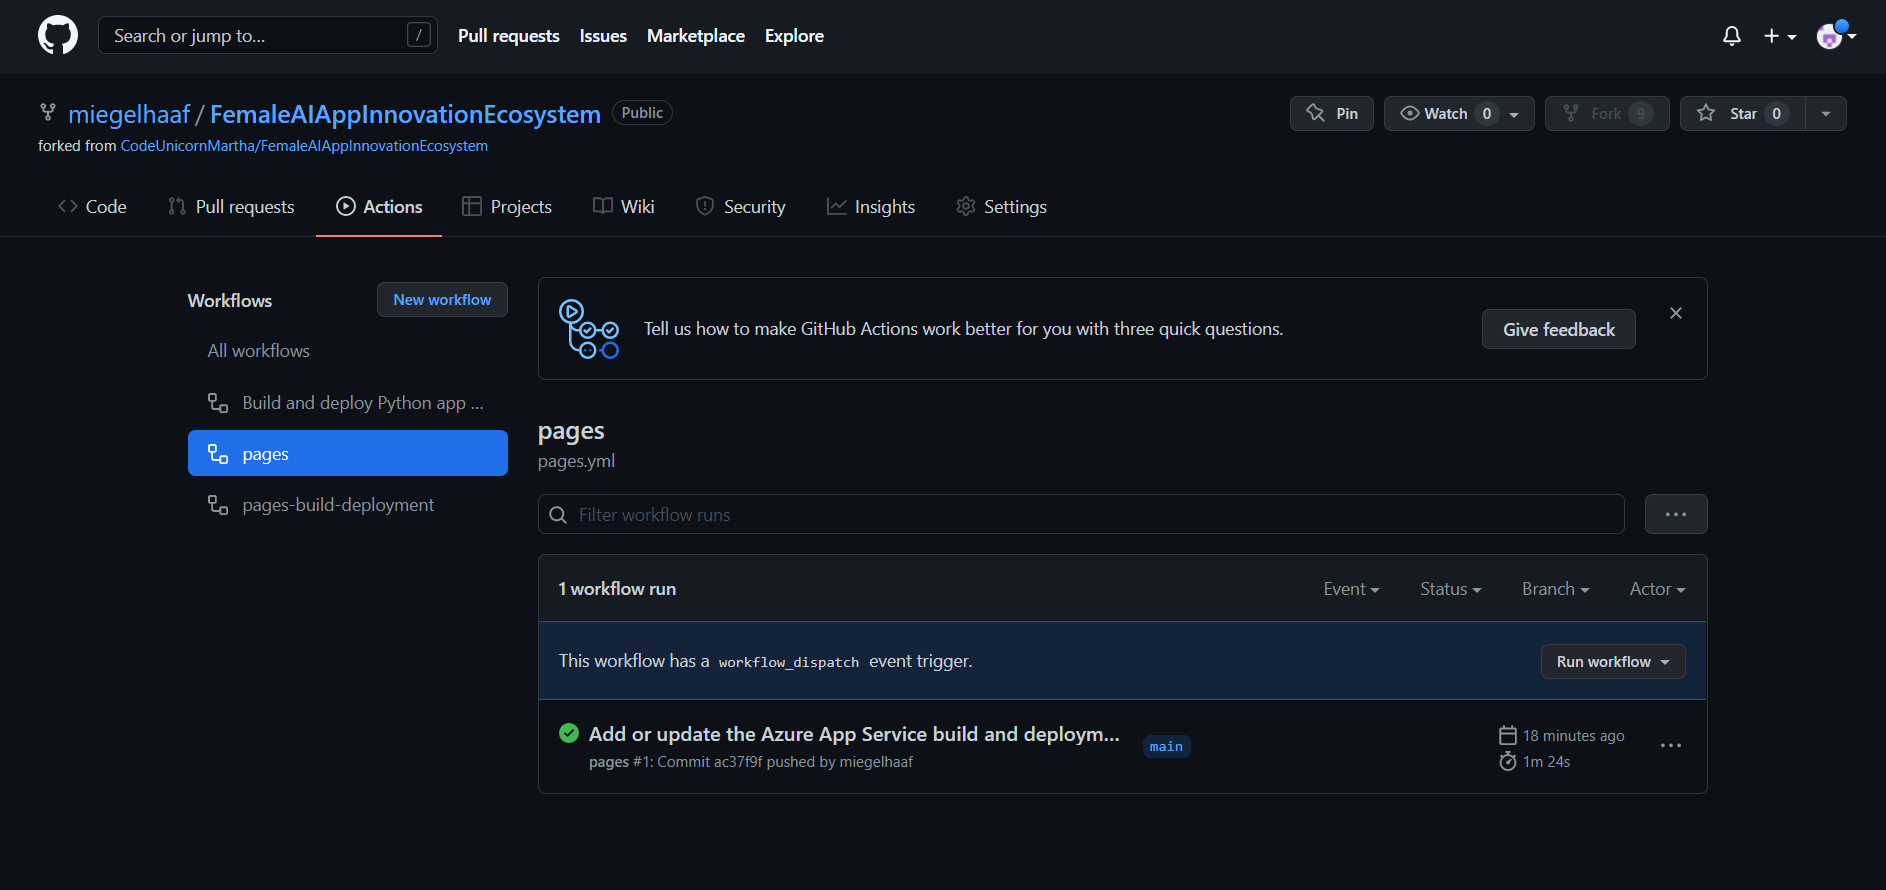 Search or jump to... /
Pull requests Issues Marketplace Explore
miegelhaaf / FemaleAIAppInnovationEcosystem Public
forked from CodeUnicornMartha/FemaleAIAppInnovationEcosystem
Pin Watch 0 Fork 9 Star 0
Code Pull requests Actions Projects Wiki Security Insights Settings
Workflows New workflow
All workflows
Build and deploy Python app ...
pages
pages-build-deployment
Tell us how to make GitHub Actions work better for you with three quick questions. Give feedback
pages
pages.yml
Filter workflow runs
1 workflow run Event Status Branch Actor
This workflow has a workflow_dispatch event trigger. Run workflow
Add or update the Azure App Service build and deploym... main 18 minutes ago
pages #1: Commit ac37f9f pushed by miegelhaaf 1m 24s